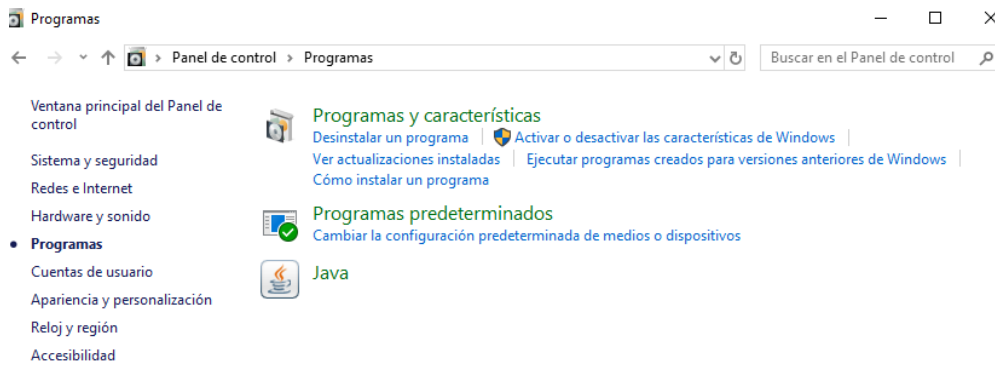 Programas
Panel de control > Programas
Buscar en el Panel de control
Ventana principal del Panel de
control
Sistema y seguridad
Redes e Internet
Hardware y sonido
Programas
Cuentas de usuario
Apariencia y personalización
Reloj y región
Accesibilidad
Programas y características
Desinstalar un programa
Activar o desactivar las características de Windows
Ver actualizaciones instaladas
Ejecutar programas creados para versiones anteriores de Windows
Cómo instalar un programa
Programas predeterminados
Cambiar la configuración predeterminada de medios o dispositivos
Java